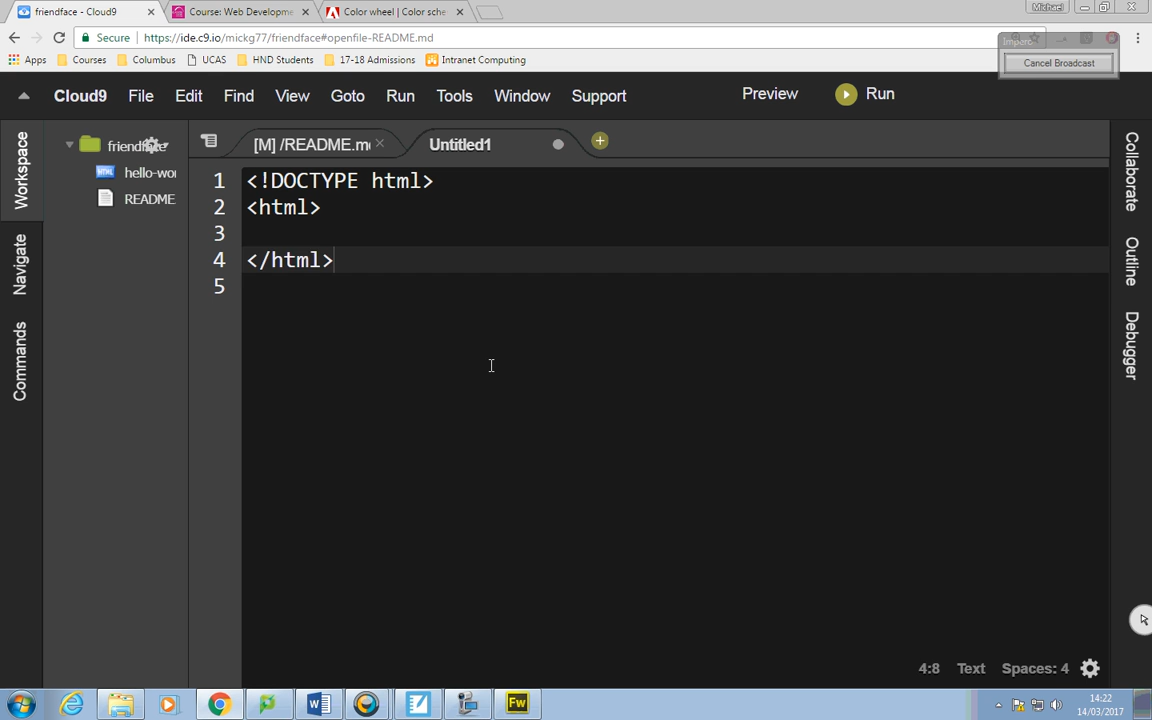 friendface - Cloud9
Course: Web Developme
Color wheel | Color sche
Michael
Secure
https://ide.c9.io/mickg77/friendface#openfile-README.md
Apps
Courses
Columbus
UCAS
HND Students
17-18 Admissions
Intranet Computing
Impero
Cancel Broadcast
Cloud9 File Edit Find View Goto Run Tools Window Support Preview Run
Workspace
Navigate
Commands
friendface
hello-wor
README
[M] /README.m
Untitled1
1 <!DOCTYPE html>
2 <html>
3
4 </html>
5
Collaborate
Outline
Debugger
4:8 Text Spaces: 4
Fw
14:22
14/03/2017